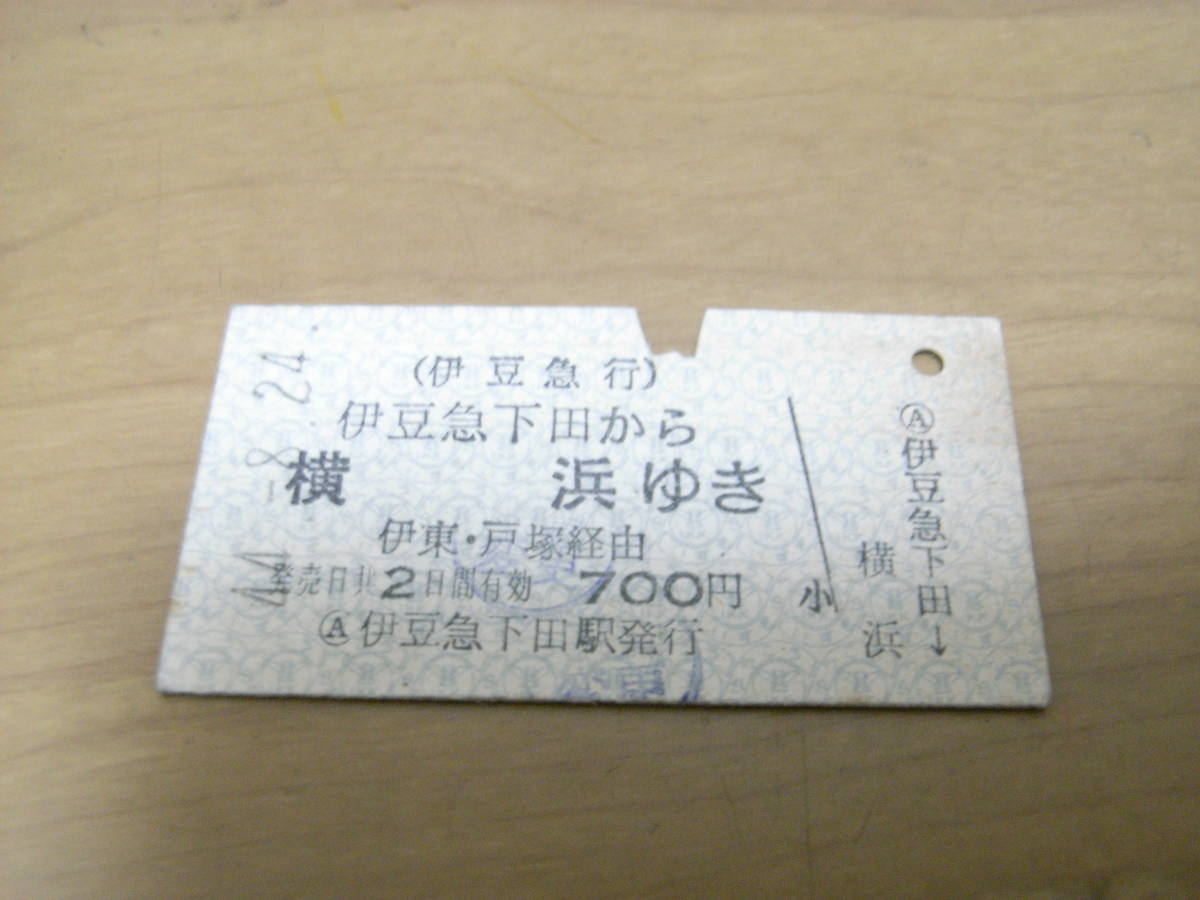 44.-8.24
(伊豆急行)
伊豆急下田から
横 浜ゆき
伊東・戸塚経由
発売日共2日間有効 700円
Ⓐ伊豆急下田駅発行
小
Ⓐ伊豆急下田→
横浜